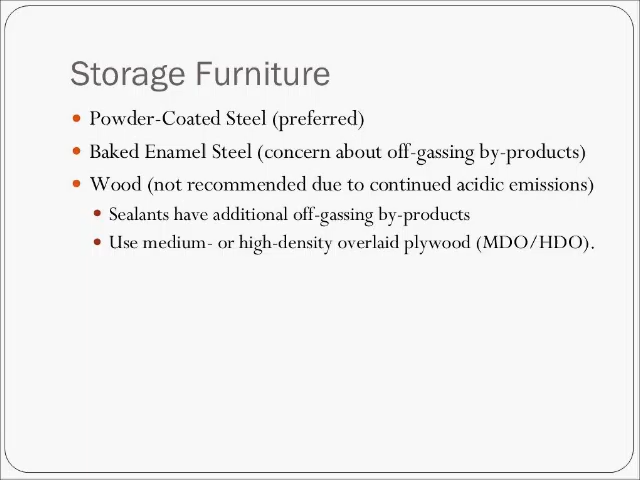 Storage Furniture
• Powder-Coated Steel (preferred)
• Baked Enamel Steel (concern about off-gassing by-products)
• Wood (not recommended due to continued acidic emissions)
• Sealants have additional off-gassing by-products
• Use medium- or high-density overlaid plywood (MDO/HDO).